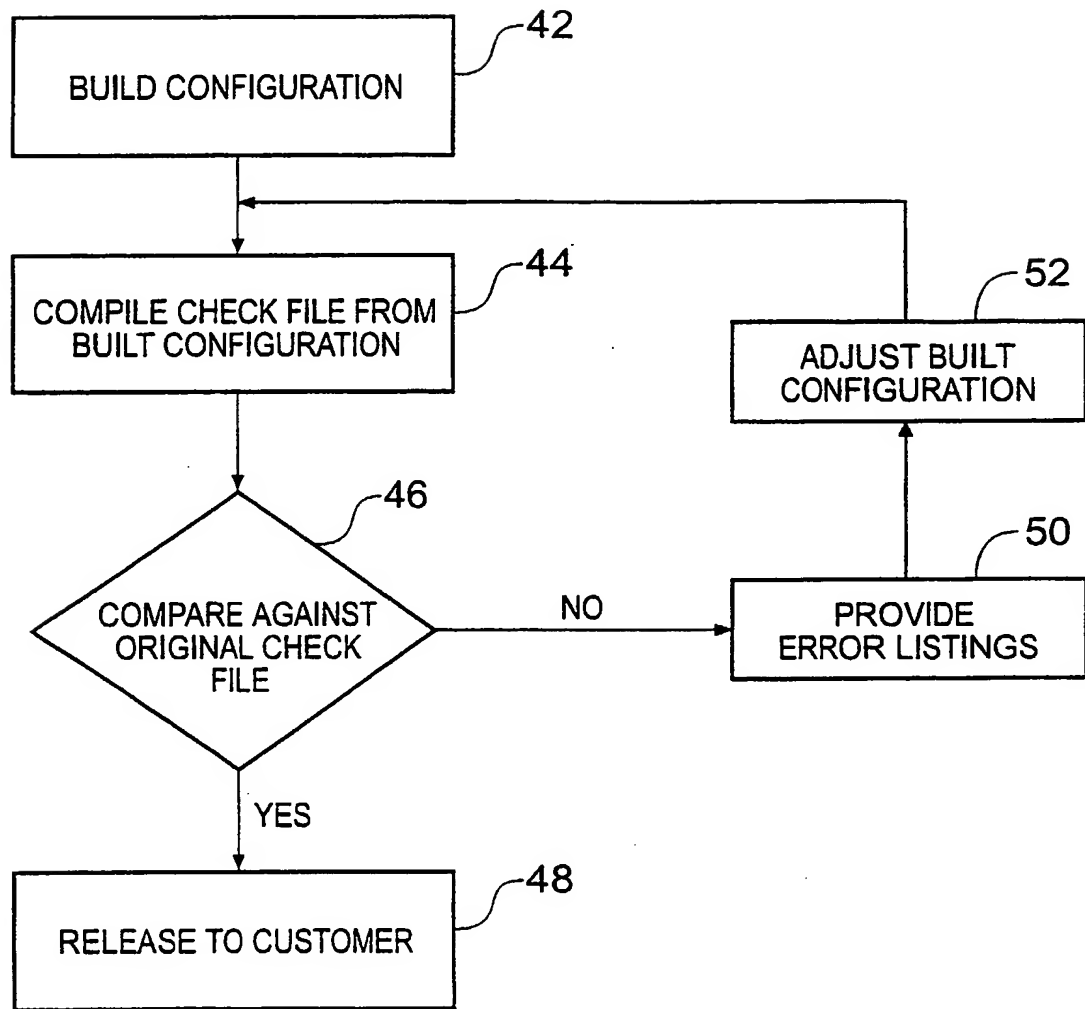 42
BUILD CONFIGURATION
44
COMPILE CHECK FILE FROM
BUILT CONFIGURATION
52
ADJUST BUILT
CONFIGURATION
46
COMPARE AGAINST
ORIGINAL CHECK
FILE
NO
50
PROVIDE
ERROR LISTINGS
YES
48
RELEASE TO CUSTOMER